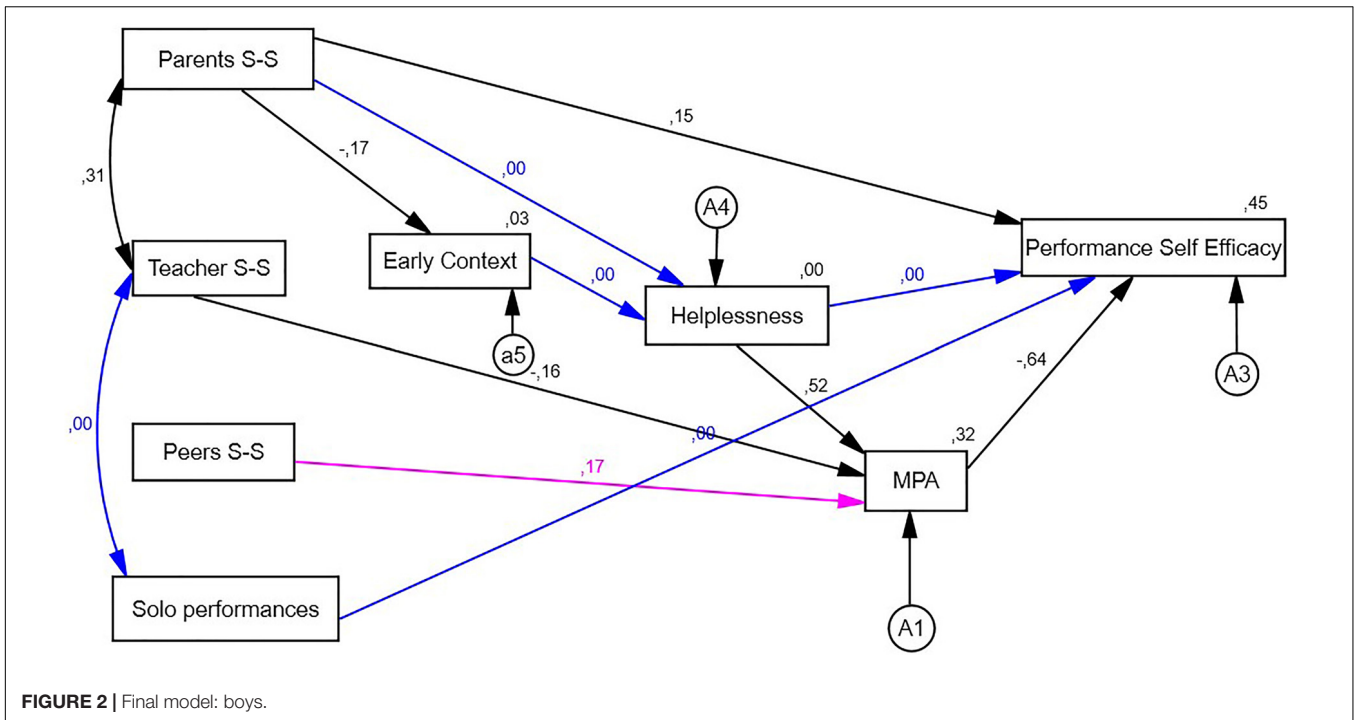 Parents S-S
,15
-,17
,00
,31
A4
,45
,03
Performance Self Efficacy
Teacher S-S
Early Context
,00
,00
,00
Helplessness
a5
-,16
-,64
A3
,52
,00
,00
,32
Peers S-S
,17
MPA
Solo performances
A1
FIGURE 2 | Final model: boys.